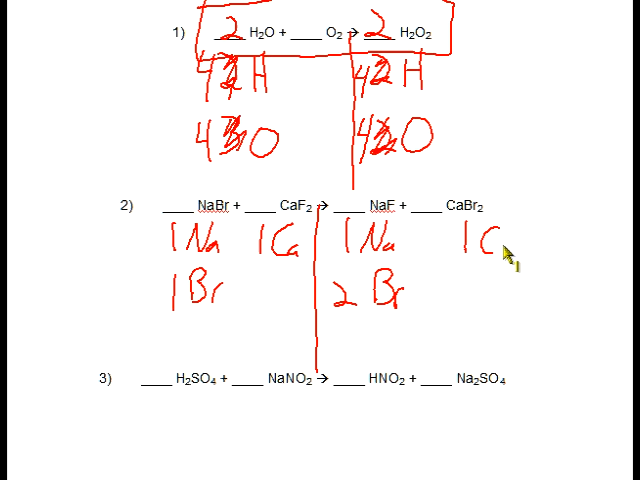 1) 2 H2O + ____ O2 → 2 H2O2
4 H 4 H
4 O 4 O
2) ____ NaBr + ____ CaF2 → ____ NaF + ____ CaBr2
1 Na 1 Ca 1 Na 1 C
1 Br 2 Br
3) ____ H2SO4 + ____ NaNO2 → ____ HNO2 + ____ Na2SO4